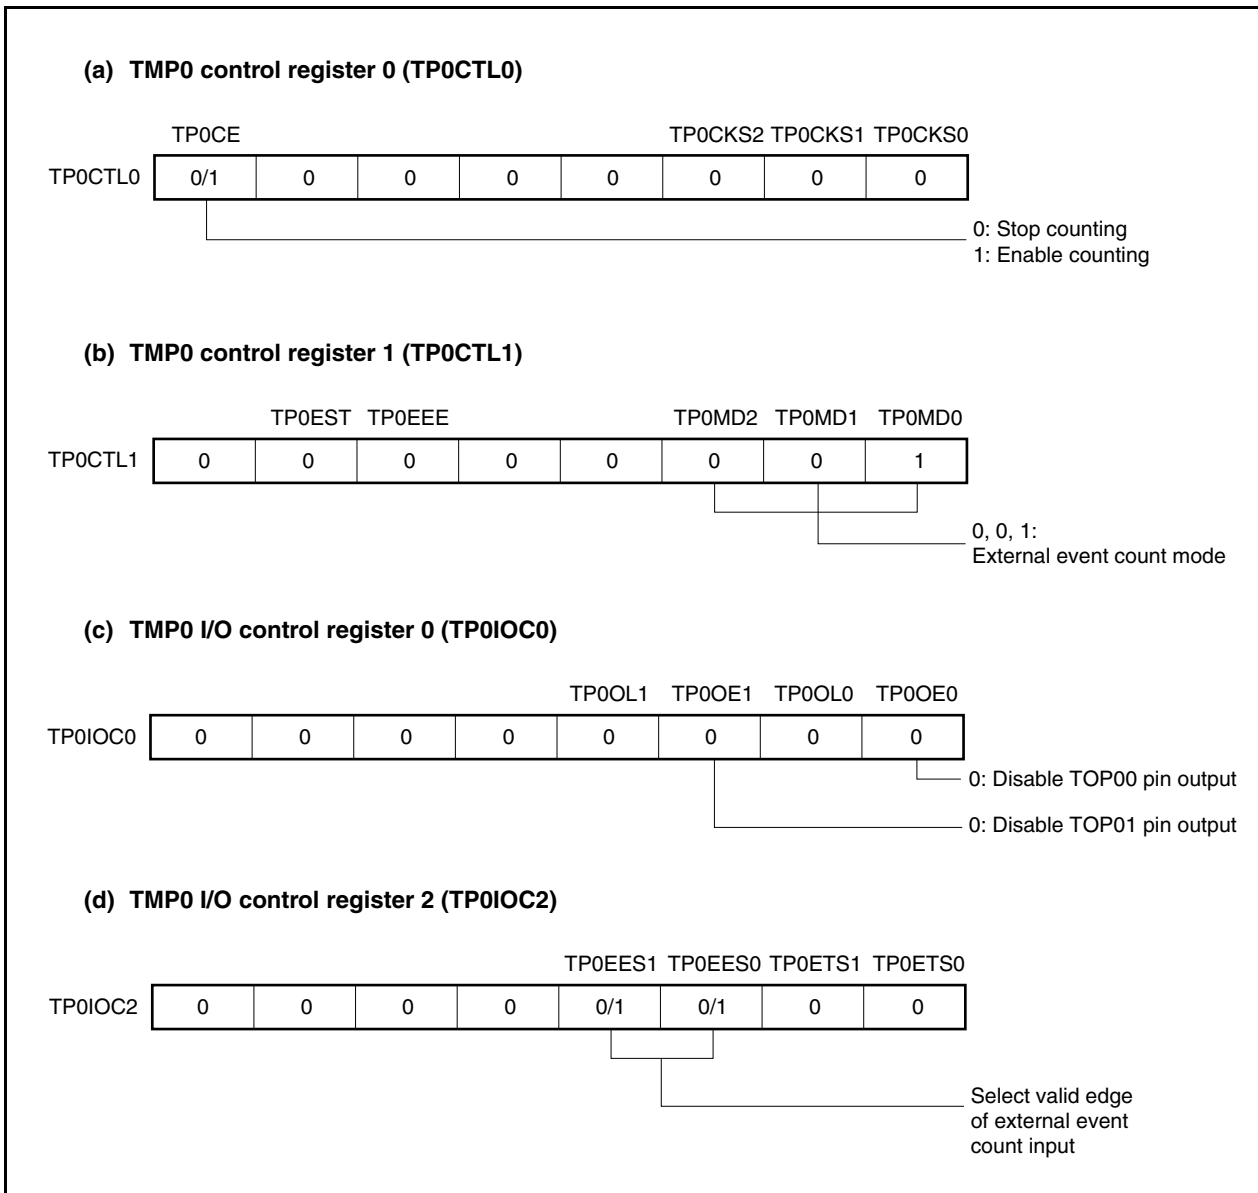 (a) TMP0 control register 0 (TP0CTL0)
TP0CE TP0CKS2 TP0CKS1 TP0CKS0
TP0CTL0 0/1 0 0 0 0 0 0 0
0: Stop counting
1: Enable counting
(b) TMP0 control register 1 (TP0CTL1)
TP0EST TP0EEE TP0MD2 TP0MD1 TP0MD0
TP0CTL1 0 0 0 0 0 0 0 1
0, 0, 1:
External event count mode
(c) TMP0 I/O control register 0 (TP0IOC0)
TP0OL1 TP0OE1 TP0OL0 TP0OE0
TP0IOC0 0 0 0 0 0 0 0 0
0: Disable TOP00 pin output
0: Disable TOP01 pin output
(d) TMP0 I/O control register 2 (TP0IOC2)
TP0EES1 TP0EES0 TP0ETS1 TP0ETS0
TP0IOC2 0 0 0 0 0/1 0/1 0 0
Select valid edge
of external event
count input